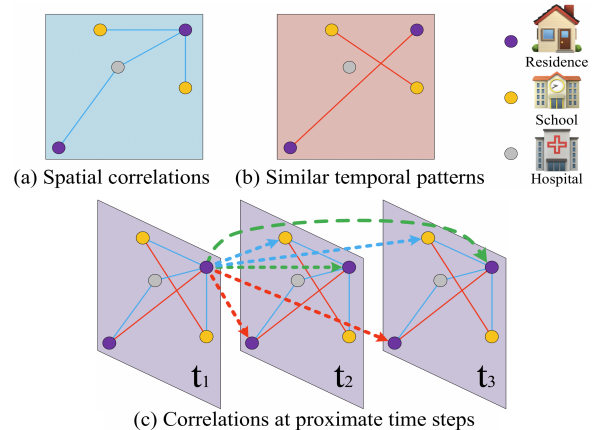 Residence
School
Hospital
(a) Spatial correlations
(b) Similar temporal patterns
t1
t2
t3
(c) Correlations at proximate time steps